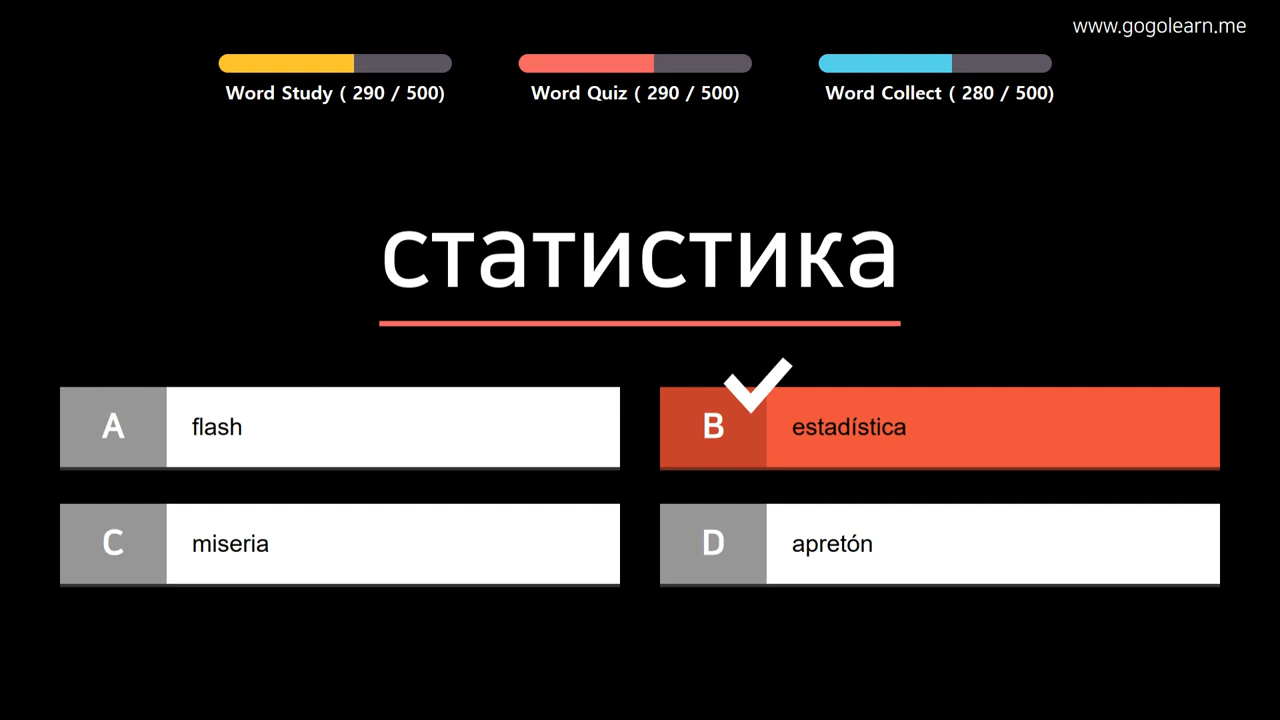 www.gogolearn.me
Word Study ( 290 / 500)
Word Quiz ( 290 / 500)
Word Collect ( 280 / 500)
статистика
A flash
B estadística
C miseria
D apretón